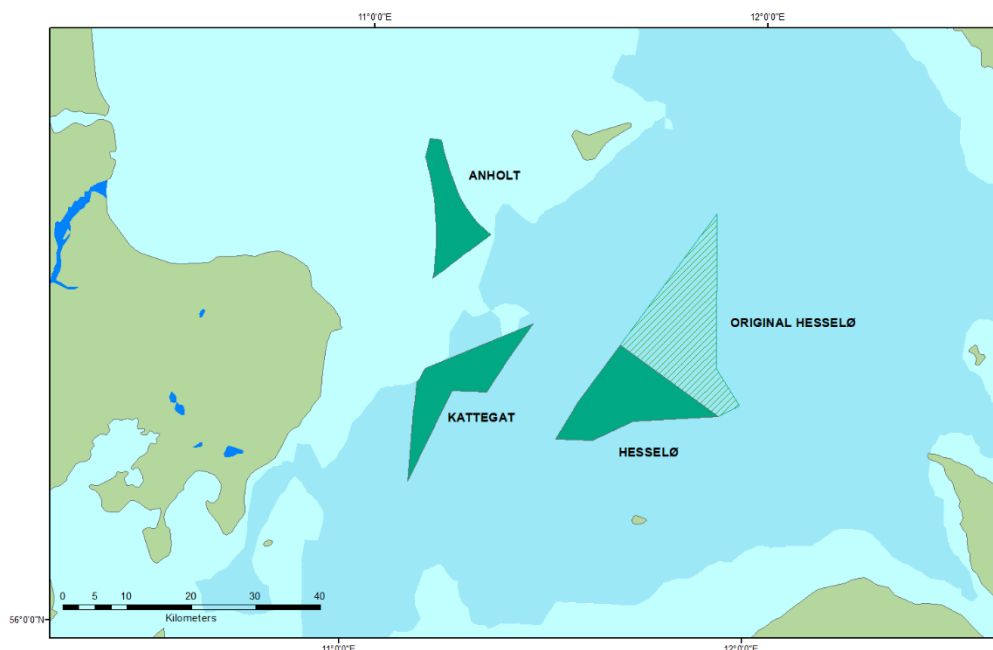 11°0'0"E
12°0'0"E
ANHOLT
ORIGINAL HESSELØ
KATTEGAT
HESSELØ
0 5 10 20 30 40
Kilometers
56°0'0"N
11°0'0"E
12°0'0"E